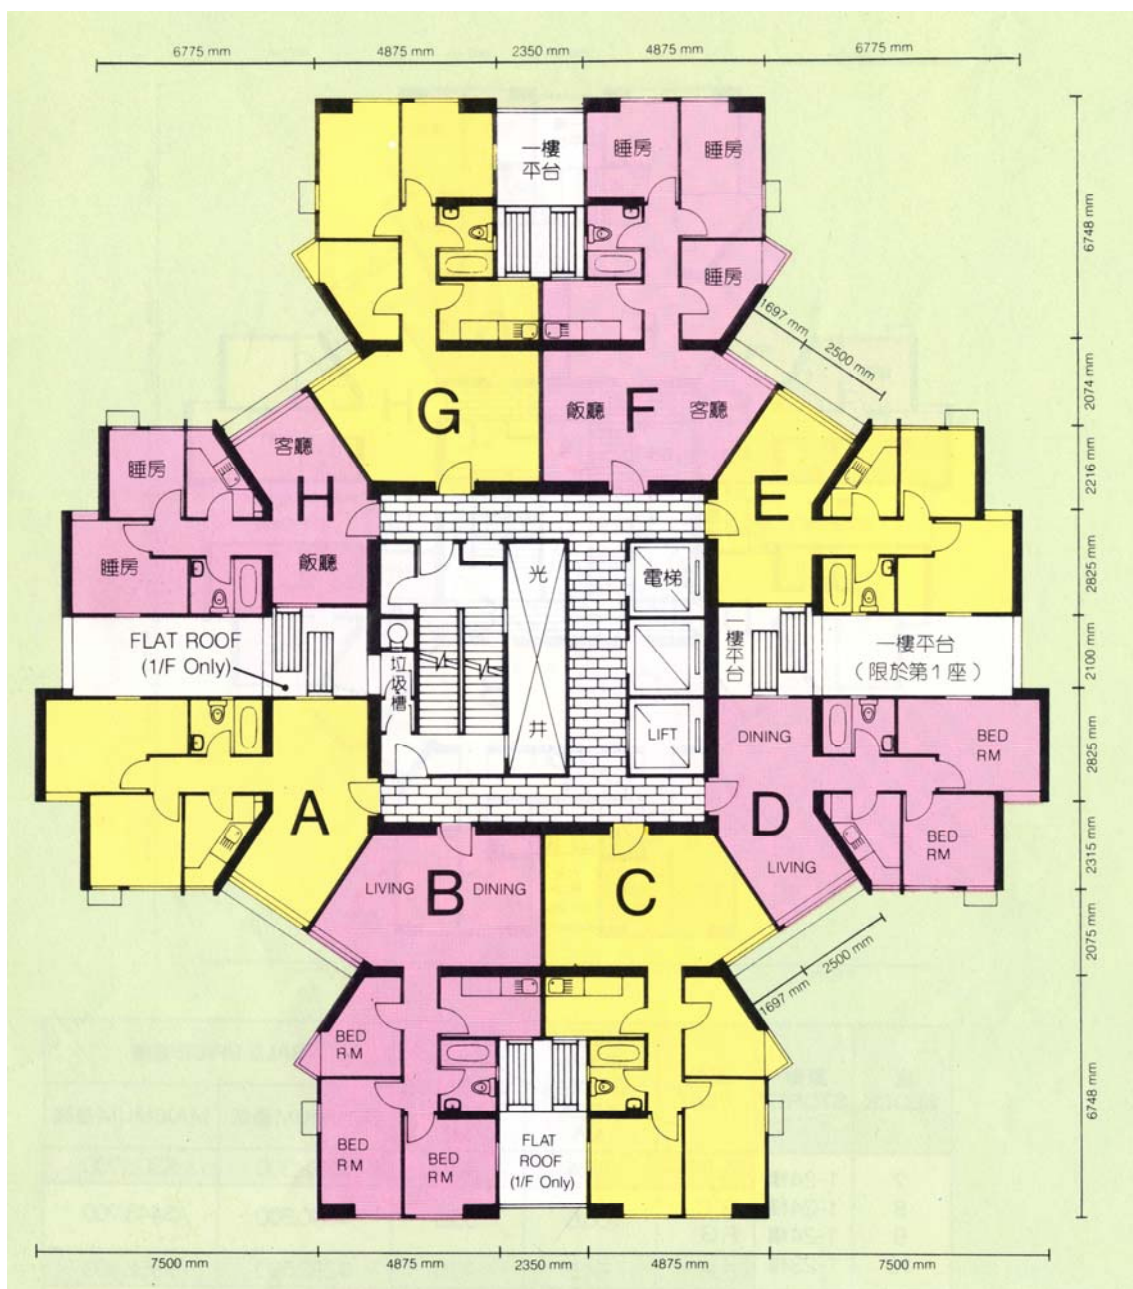 6775 mm
4875 mm
2350 mm
4875 mm
6775 mm
一樓
平台
睡房
睡房
睡房
6748 mm
1697 mm
2500 mm
2074 mm
G
飯廳
F
客廳
2216 mm
客廳
睡房
H
E
睡房
飯廳
光
電梯
2825 mm
FLAT ROOF
(1/F Only)
垃圾槽
一樓平台
一樓平台
(限於第1座)
2100 mm
井
LIFT
DINING
BED
RM
2825 mm
A
D
BED
RM
LIVING
2315 mm
LIVING
B
DINING
C
2075 mm
2500 mm
1697 mm
BED
RM
BED
RM
BED
RM
FLAT
ROOF
(1/F Only)
6748 mm
7500 mm
4875 mm
2350 mm
4875 mm
7500 mm